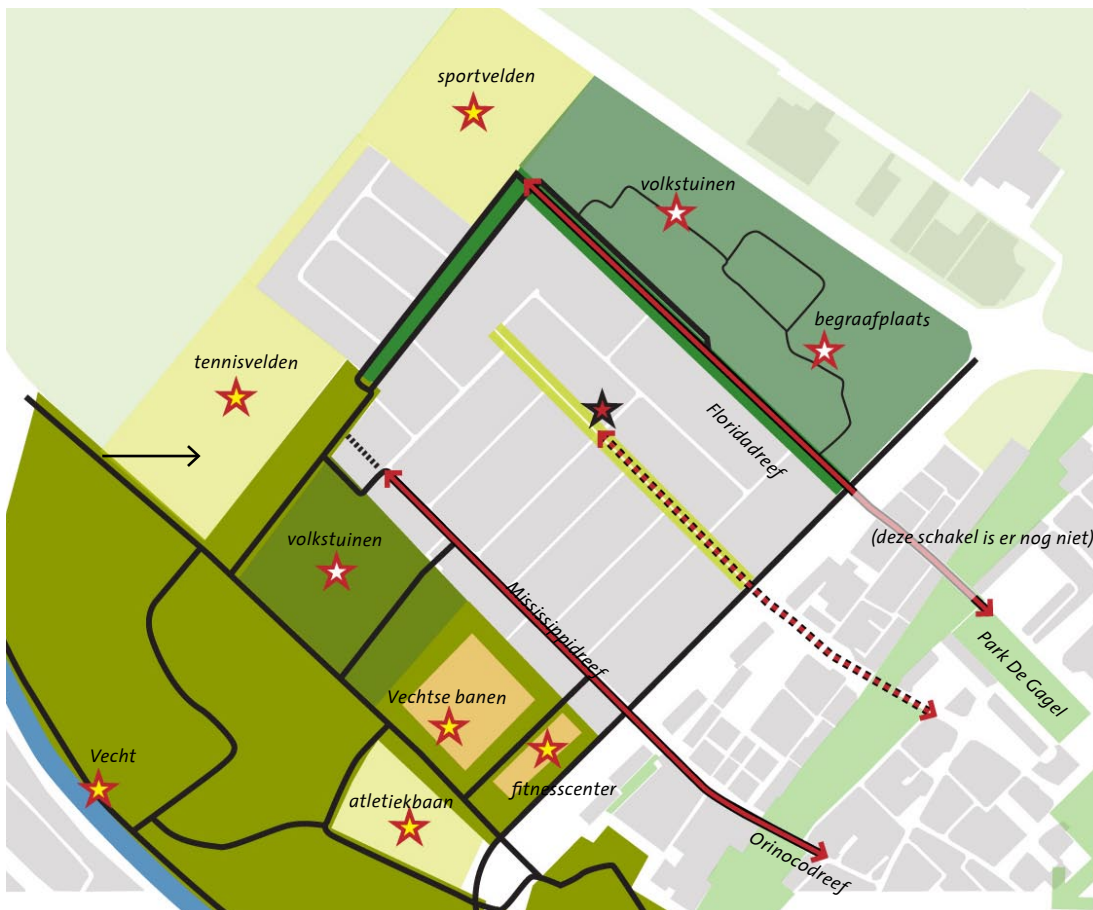 sportvelden
volkstuinen
begraafplaats
tennisvelden
Floridadreef
(deze schakel is er nog niet)
volkstuinen
Mississippidreef
Park De Gagel
Vechtse banen
Vecht
fitnesscenter
atletiekbaan
Orinocodreef